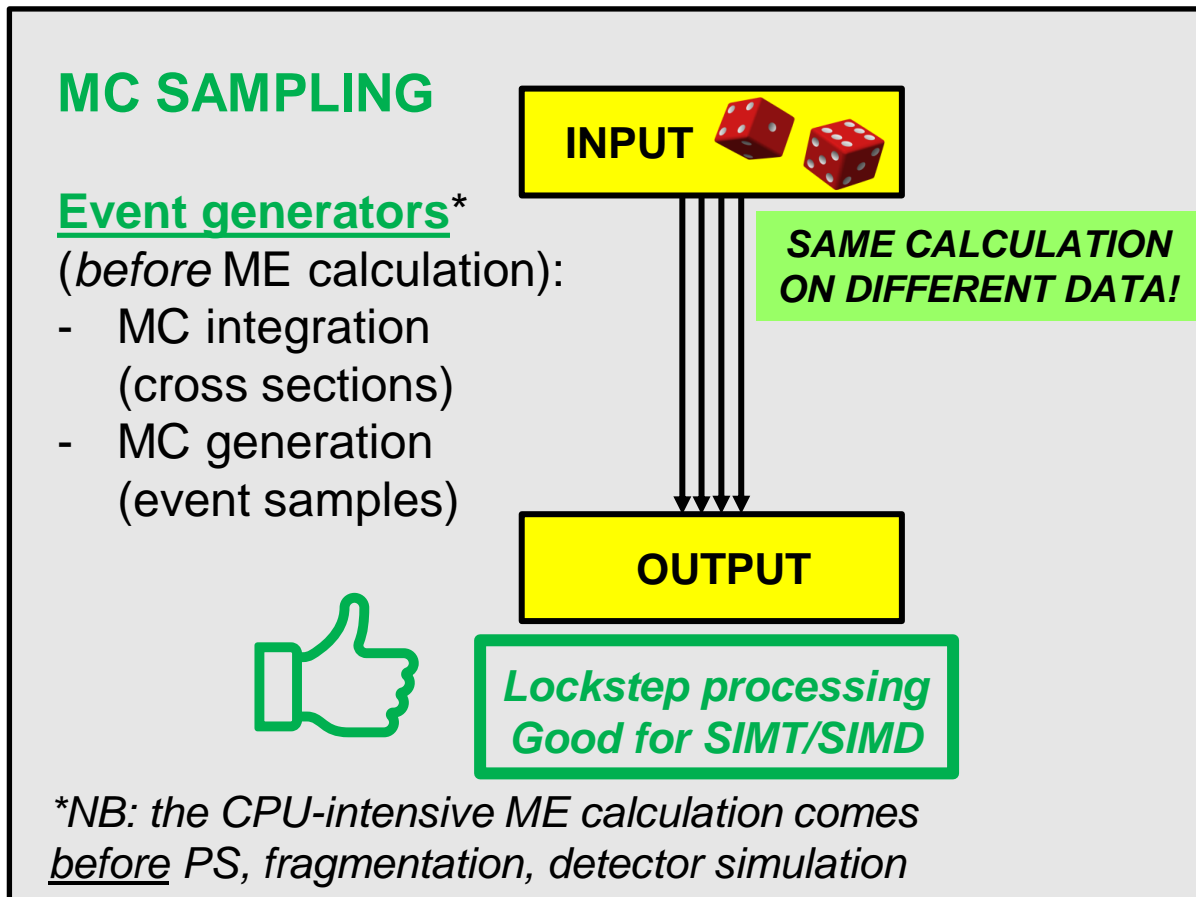 MC SAMPLING
INPUT
Event generators*
(before ME calculation):
- MC integration
(cross sections)
- MC generation
(event samples)
SAME CALCULATION
ON DIFFERENT DATA!
OUTPUT
Lockstep processing
Good for SIMT/SIMD
*NB: the CPU-intensive ME calculation comes
before PS, fragmentation, detector simulation